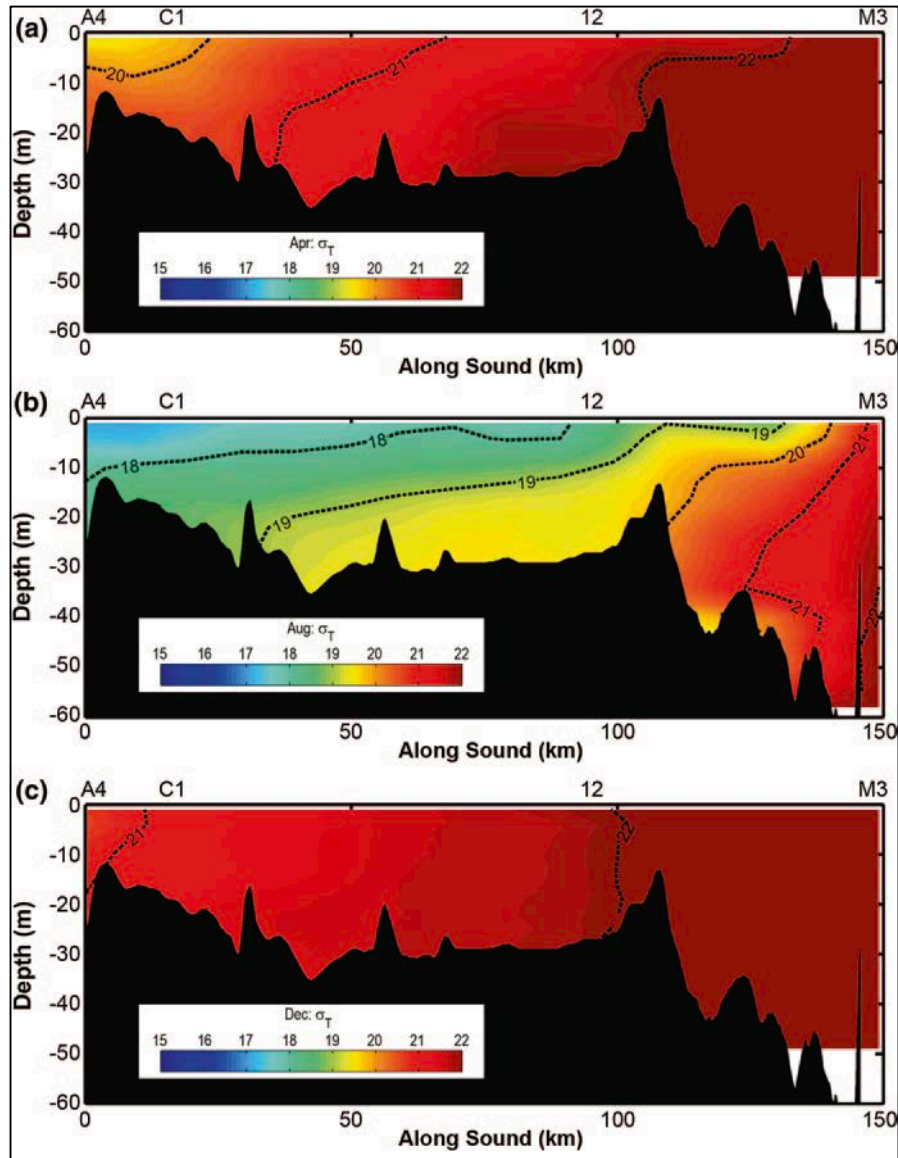 (a)
A4 C1 12 M3
0
-10
-20
-30
-40
-50
-60
Depth (m)
20
21
22
Apr: σT
15 16 17 18 19 20 21 22
0 50 100 150
Along Sound (km)
(b)
A4 C1 12 M3
0
-10
-20
-30
-40
-50
-60
Depth (m)
18
18
19
19
20
21
21
22
Aug: σT
15 16 17 18 19 20 21 22
0 50 100 150
Along Sound (km)
(c)
A4 C1 12 M3
0
-10
-20
-30
-40
-50
-60
Depth (m)
21
22
Dec: σT
15 16 17 18 19 20 21 22
0 50 100 150
Along Sound (km)